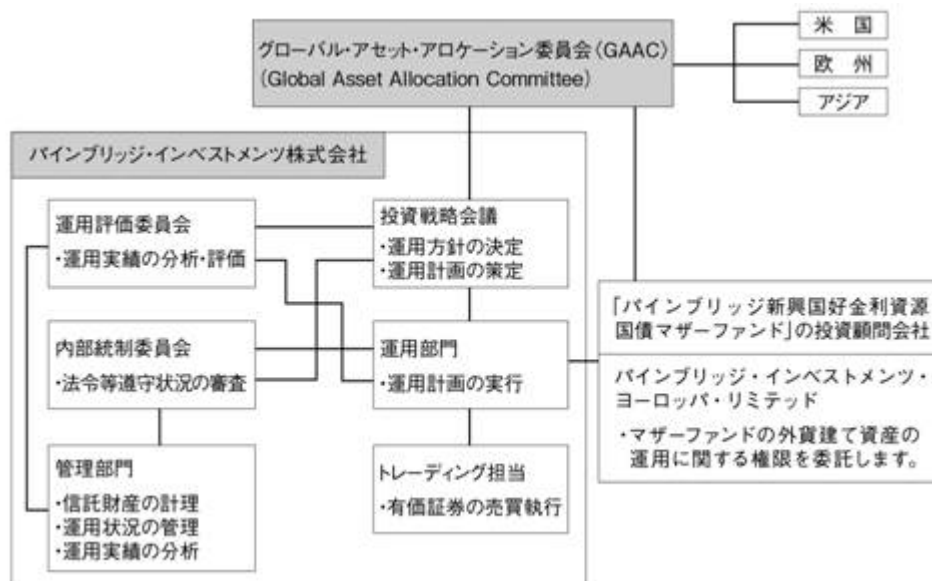 グローバル・アセット・アロケーション委員会(GAAC)
(Global Asset Allocation Committee)
米 国
欧 州
アジア
パインブリッジ・インベストメンツ株式会社
運用評価委員会
・運用実績の分析・評価
投資戦略会議
・運用方針の決定
・運用計画の策定
内部統制委員会
・法令等遵守状況の審査
運用部門
・運用計画の実行
管理部門
・信託財産の計理
・運用状況の管理
・運用実績の分析
トレーディング担当
・有価証券の売買執行
「パインブリッジ新興国好金利資源
国債マザーファンド」の投資顧問会社
パインブリッジ・インベストメンツ・
ヨーロッパ・リミテッド
・マザーファンドの外貨建て資産の
運用に関する権限を委託します。